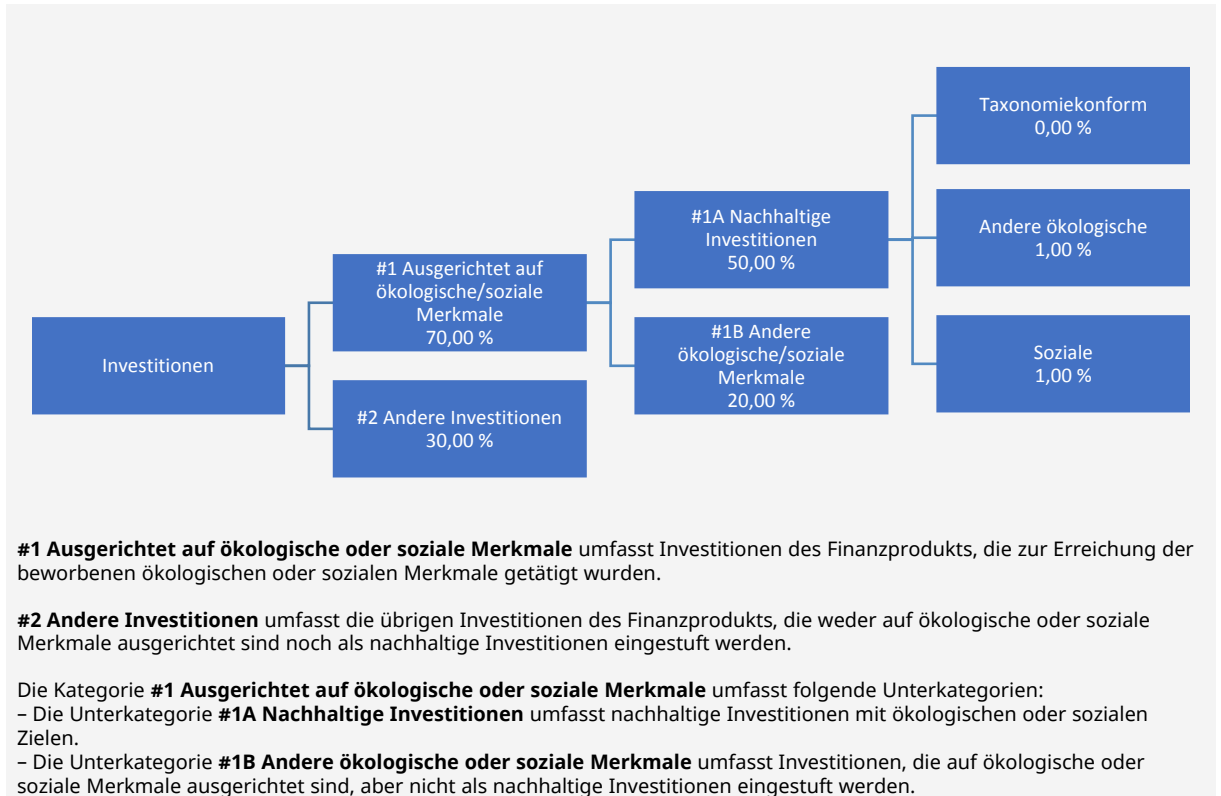 Investitionen
#1 Ausgerichtet auf
ökologische/soziale
Merkmale
70,00 %
#2 Andere Investitionen
30,00 %
#1A Nachhaltige
Investitionen
50,00 %
#1B Andere
ökologische/soziale
Merkmale
20,00 %
Taxonomiekonform
0,00 %
Andere ökologische
1,00 %
Soziale
1,00 %
#1 Ausgerichtet auf ökologische oder soziale Merkmale umfasst Investitionen des Finanzprodukts, die zur Erreichung der
beworbenen ökologischen oder sozialen Merkmale getätigt wurden.
#2 Andere Investitionen umfasst die übrigen Investitionen des Finanzprodukts, die weder auf ökologische oder soziale
Merkmale ausgerichtet sind noch als nachhaltige Investitionen eingestuft werden.
Die Kategorie #1 Ausgerichtet auf ökologische oder soziale Merkmale umfasst folgende Unterkategorien:
– Die Unterkategorie #1A Nachhaltige Investitionen umfasst nachhaltige Investitionen mit ökologischen oder sozialen
Zielen.
– Die Unterkategorie #1B Andere ökologische oder soziale Merkmale umfasst Investitionen, die auf ökologische oder
soziale Merkmale ausgerichtet sind, aber nicht als nachhaltige Investitionen eingestuft werden.